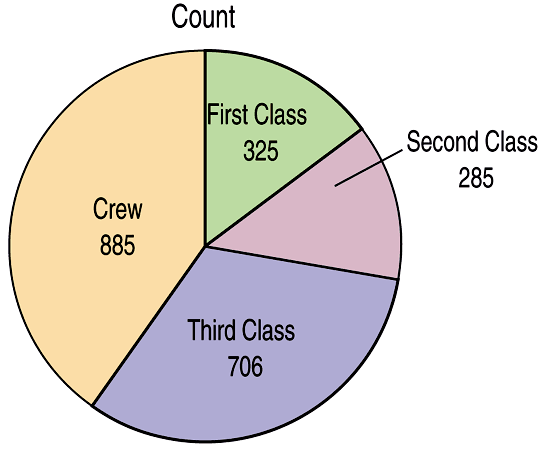 Count
First Class
325
Second Class
285
Crew
885
Third Class
706